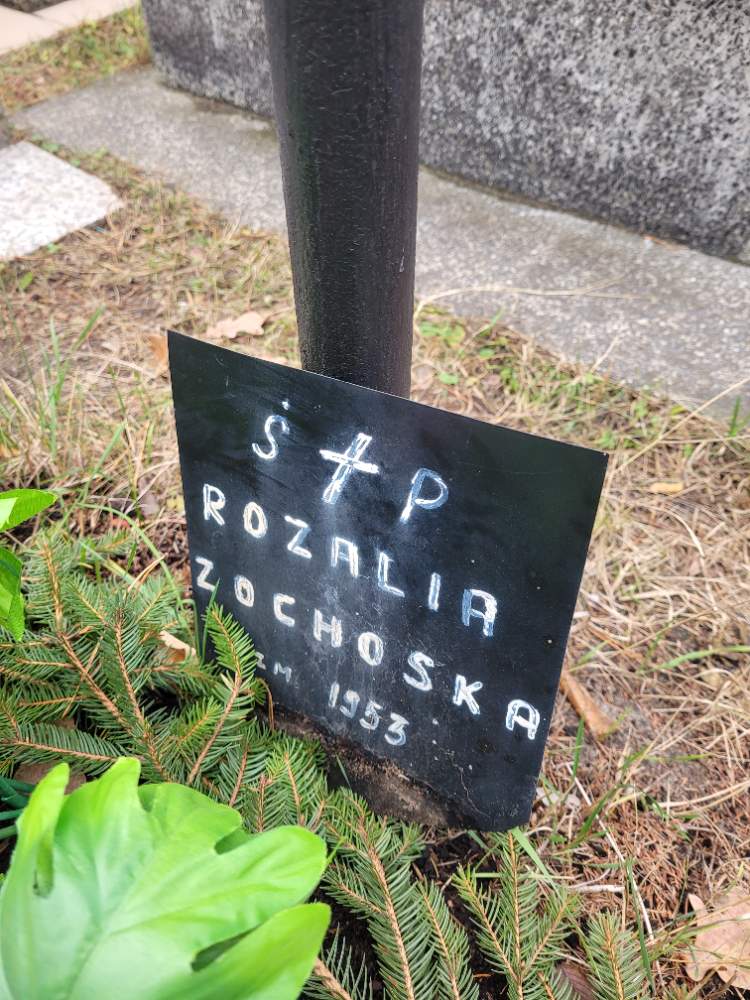 Ś + P
ROZALIA
ZOCHOSKA
ZM. 1953